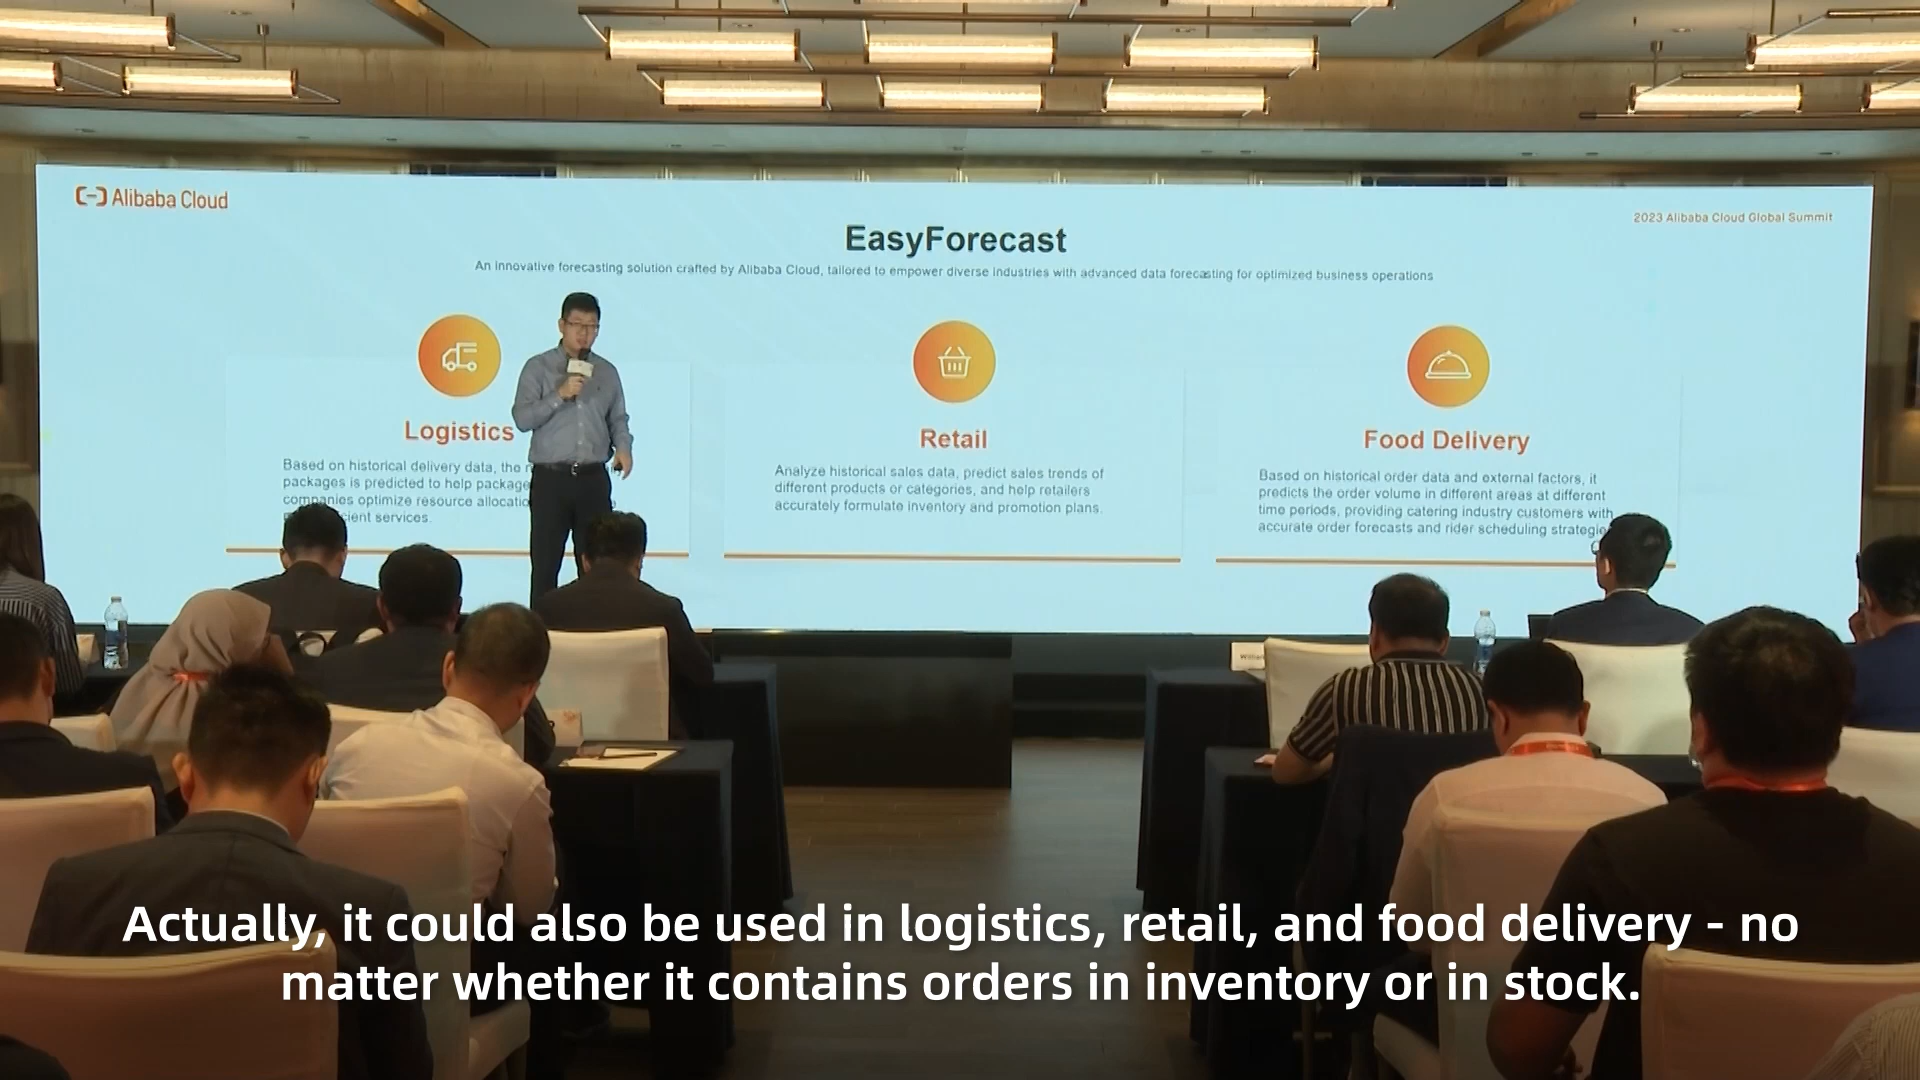 Alibaba Cloud
2023 Alibaba Cloud Global Summit
EasyForecast
An innovative forecasting solution crafted by Alibaba Cloud, tailored to empower diverse industries with advanced data forecasting for optimized business operations
Logistics
Based on historical delivery data, the
packages is predicted to help package
companies optimize resource
services.
Retail
Analyze historical sales data, predict sales trends of
different products or categories, and help retailers
accurately formulate inventory and promotion plans.
Food Delivery
Based on historical order data and external factors, it
predicts the order volume in different areas at different
time periods, providing catering industry customers with
accurate order forecasts and rider scheduling
Actually, it could also be used in logistics, retail, and food delivery - no
matter whether it contains orders in inventory or in stock.